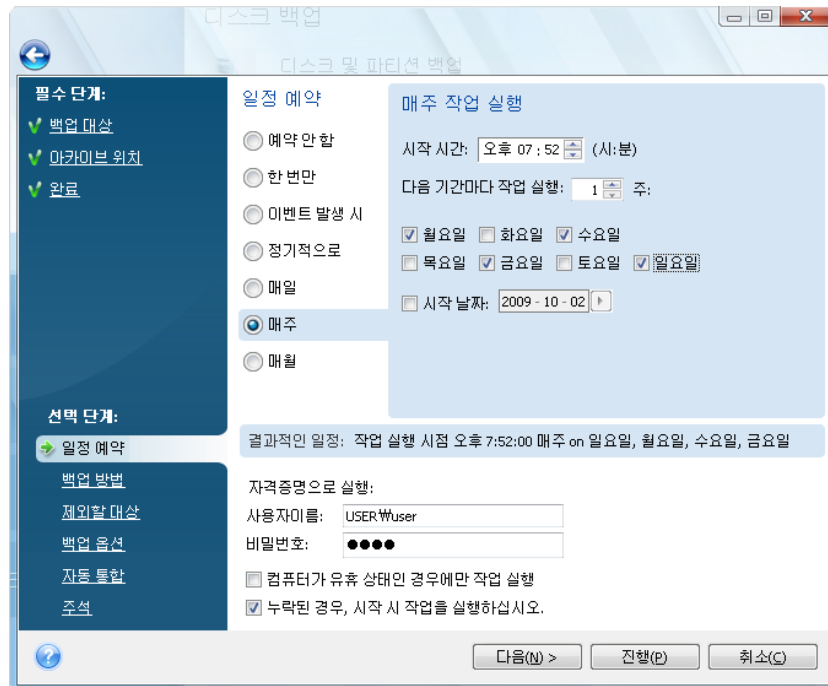 디스크 백업
디스크 및 파티션 백업
필수 단계:
백업 대상
아카이브 위치
완료
선택 단계:
일정 예약
백업 방법
제외할 대상
백업 옵션
자동 통합
주석
일정 예약
예약 안 함
한 번만
이벤트 발생 시
정기적으로
매일
매주
매월
매주 작업 실행
시작 시간: 오후 07 : 52 (시:분)
다음 기간마다 작업 실행: 1 주:
월요일 화요일 수요일
목요일 금요일 토요일 일요일
시작 날짜: 2009 - 10 - 02
결과적인 일정: 작업 실행 시점 오후 7:52:00 매주 on 일요일, 월요일, 수요일, 금요일
자격증명으로 실행:
사용자이름: USER₩user
비밀번호: ●●●●
컴퓨터가 유휴 상태인 경우에만 작업 실행
누락된 경우, 시작 시 작업을 실행하십시오.
다음(N) > 진행(P) 취소(C)